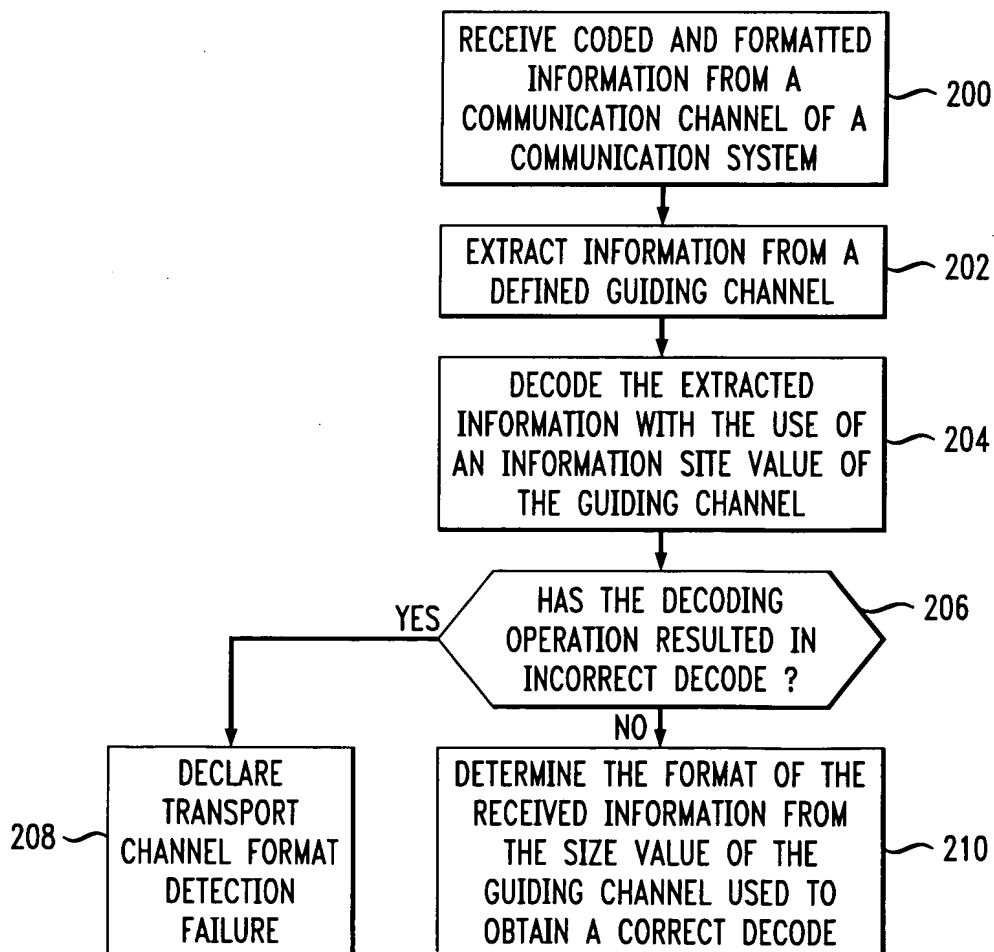 RECEIVE CODED AND FORMATTED
INFORMATION FROM A
COMMUNICATION CHANNEL OF A
COMMUNICATION SYSTEM
200
EXTRACT INFORMATION FROM A
DEFINED GUIDING CHANNEL
202
DECODE THE EXTRACTED
INFORMATION WITH THE USE OF
AN INFORMATION SITE VALUE OF
THE GUIDING CHANNEL
204
HAS THE DECODING
OPERATION RESULTED IN
INCORRECT DECODE ?
206
YES
NO
DECLARE
TRANSPORT
CHANNEL FORMAT
DETECTION
FAILURE
208
DETERMINE THE FORMAT OF THE
RECEIVED INFORMATION FROM
THE SIZE VALUE OF THE
GUIDING CHANNEL USED TO
OBTAIN A CORRECT DECODE
210